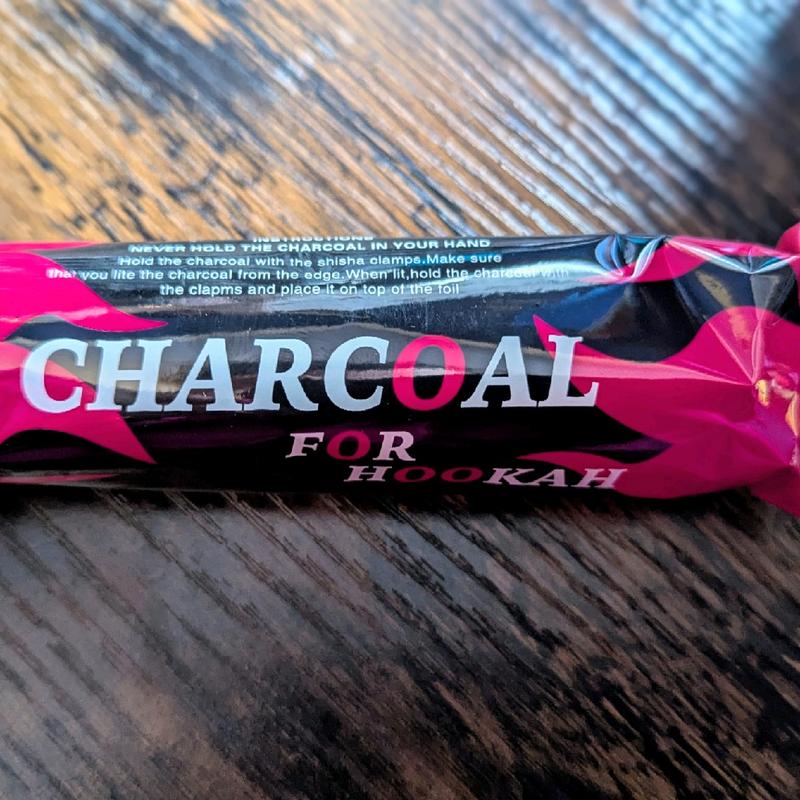 INSTRUCTIONS
NEVER HOLD THE CHARCOAL IN YOUR HAND
Hold the charcoal with the shisha clamps.Make sure
that you lite the charcoal from the edge.When lit,hold the charcoal with
the clapms and place it on top of the foil
CHARCOAL
FOR
HOOKAH